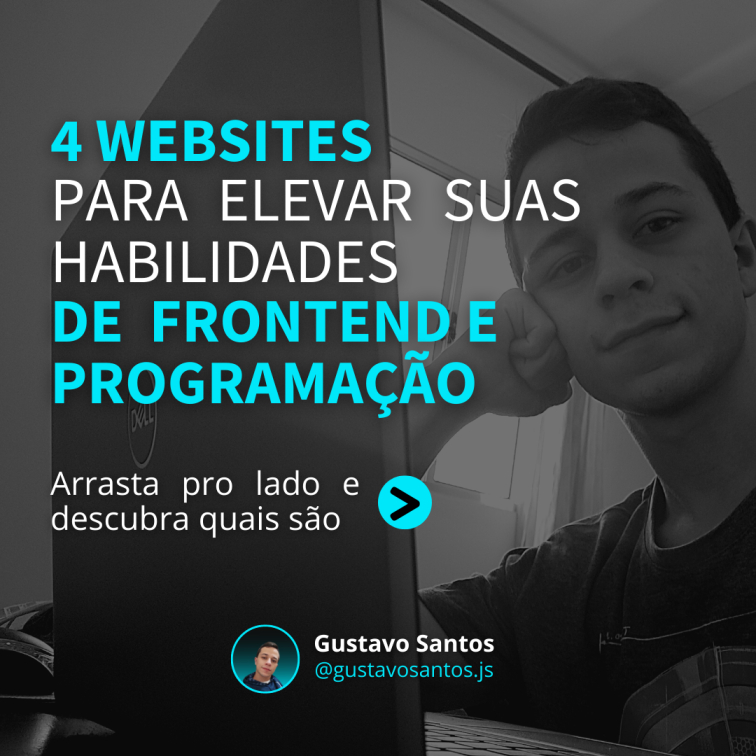 4 WEBSITES
PARA ELEVAR SUAS
HABILIDADES
DE FRONTEND E
PROGRAMAÇÃO
DELL
Arrasta pro lado e
descubra quais são
>
Gustavo Santos
@gustavosantos.js